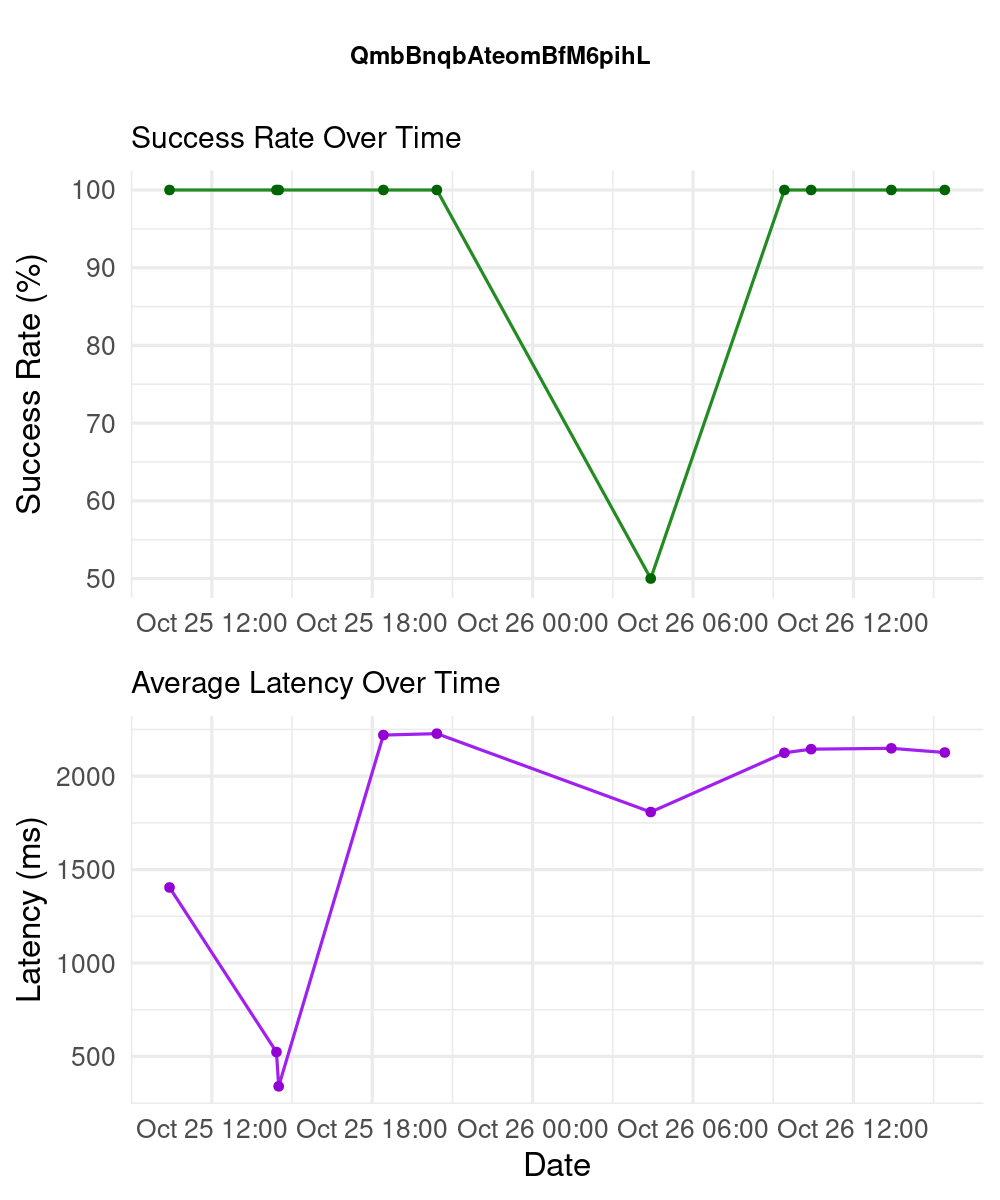 QmbBnqbAteomBfM6pihL
Success Rate Over Time
Success Rate (%)
100
90
80
70
60
50
Oct 25 12:00 Oct 25 18:00 Oct 26 00:00 Oct 26 06:00 Oct 26 12:00
Average Latency Over Time
Latency (ms)
2000
1500
1000
500
Oct 25 12:00 Oct 25 18:00 Oct 26 00:00 Oct 26 06:00 Oct 26 12:00
Date